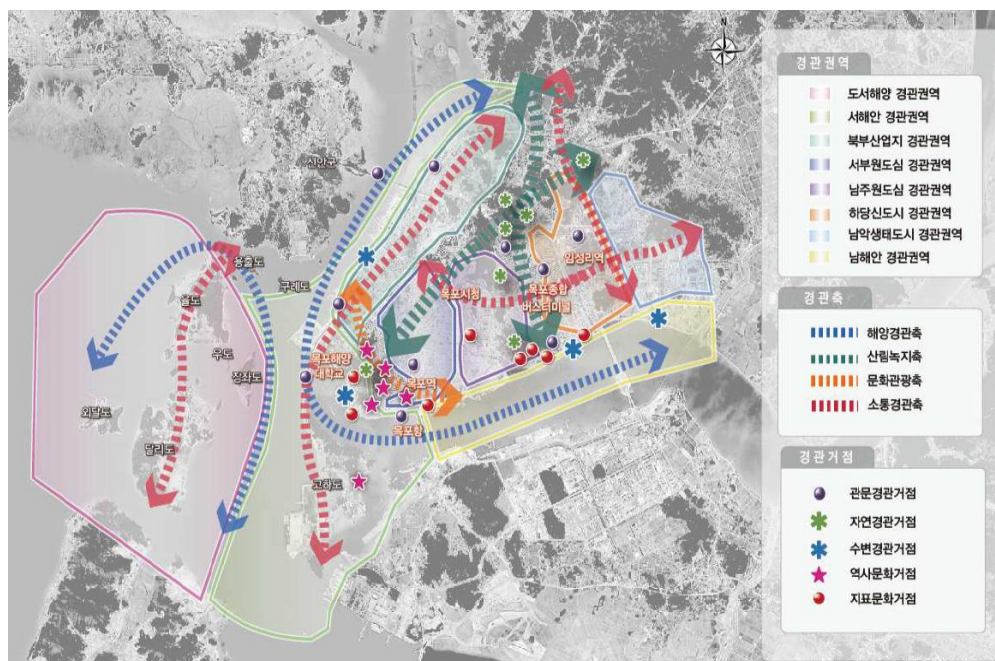 N
경관권역
도서해양 경관권역
서해안 경관권역
북부산업지 경관권역
서부원도심 경관권역
남주원도심 경관권역
하당신도시 경관권역
남악생태도시 경관권역
남해안 경관권역
경관축
해양경관축
산림녹지축
문화관광축
소통경관축
경관거점
관문경관거점
자연경관거점
수변경관거점
역사문화거점
지표문화거점
신안군
용출도
구례도
율도
우도
장좌도
외달도
달리도
고하도
목포해양
대학교
목포역
목포항
목포시청
목포종합
버스터미널
임성리역